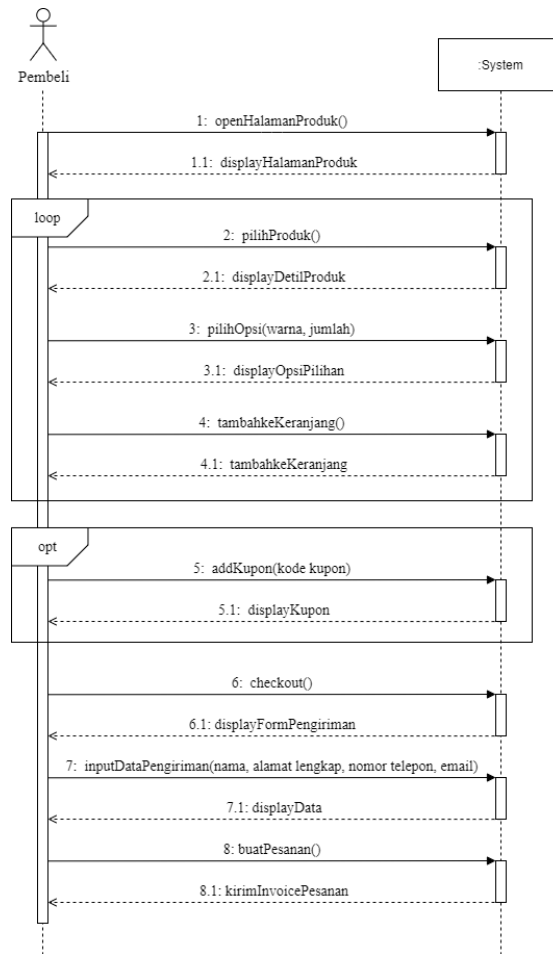 Pembeli
:System
1: openHalamanProduk()
1.1: displayHalamanProduk
loop
2: pilihProduk()
2.1: displayDetilProduk
3: pilihOpsi(warna, jumlah)
3.1: displayOpsiPilihan
4: tambahkeKeranjang()
4.1: tambahkeKeranjang
opt
5: addKupon(kode kupon)
5.1: displayKupon
6: checkout()
6.1: displayFormPengiriman
7: inputDataPengiriman(nama, alamat lengkap, nomor telepon, email)
7.1: displayData
8: buatPesanan()
8.1: kirimInvoicePesanan